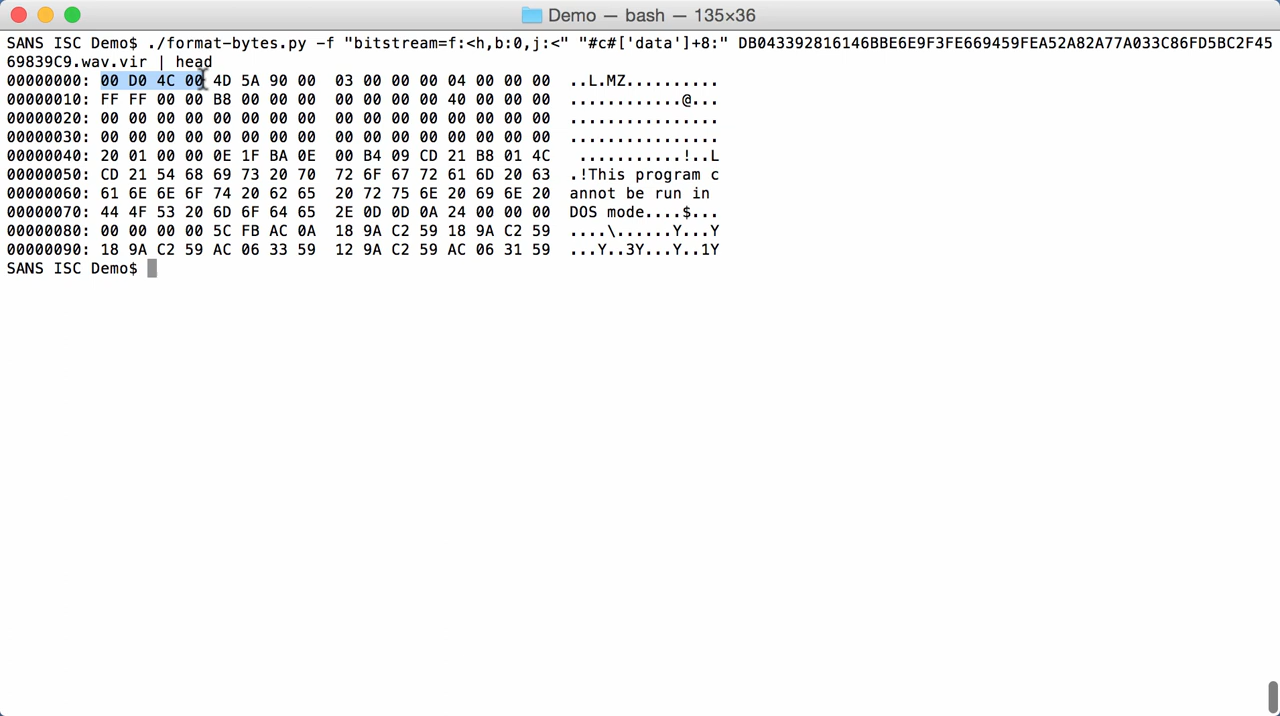 Demo — bash — 135×36
SANS ISC Demo$ ./format-bytes.py -f "bitstream=f:<h,b:0,j:<" "#c#['data']+8:" DB043392816146BBE6E9F3FE669459FEA52A82A77A033C86FD5BC2F45
69839C9.wav.vir | head
00000000: 00 D0 4C 00 4D 5A 90 00  03 00 00 00 04 00 00 00  ..L.MZ..........
00000010: FF FF 00 00 B8 00 00 00  00 00 00 00 40 00 00 00  ............@...
00000020: 00 00 00 00 00 00 00 00  00 00 00 00 00 00 00 00  ................
00000030: 00 00 00 00 00 00 00 00  00 00 00 00 00 00 00 00  ................
00000040: 20 01 00 00 0E 1F BA 0E  00 B4 09 CD 21 B8 01 4C   ...........!..L
00000050: CD 21 54 68 69 73 20 70  72 6F 67 72 61 6D 20 63  .!This program c
00000060: 61 6E 6E 6F 74 20 62 65  20 72 75 6E 20 69 6E 20  annot be run in
00000070: 44 4F 53 20 6D 6F 64 65  2E 0D 0D 0A 24 00 00 00  DOS mode....$...
00000080: 00 00 00 00 5C FB AC 0A  18 9A C2 59 18 9A C2 59  ....\......Y...Y
00000090: 18 9A C2 59 AC 06 33 59  12 9A C2 59 AC 06 31 59  ...Y..3Y...Y..1Y
SANS ISC Demo$